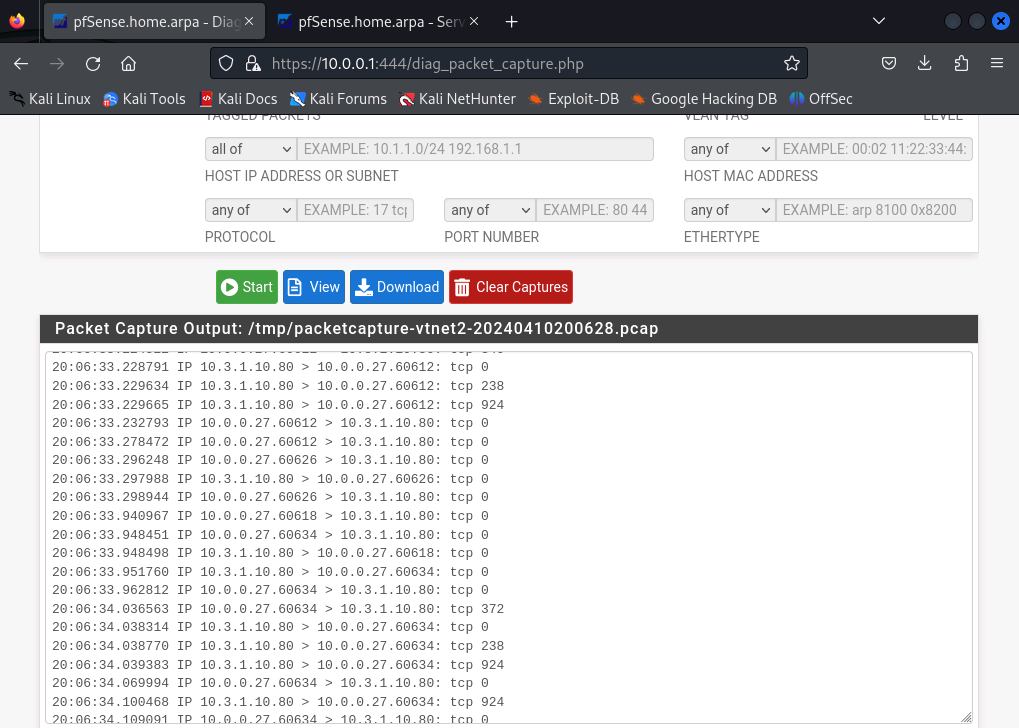 pfSense.home.arpa - Diag
pfSense.home.arpa - Serv
https://10.0.0.1:444/diag_packet_capture.php
Kali Linux Kali Tools Kali Docs Kali Forums Kali NetHunter Exploit-DB Google Hacking DB OffSec
TAGGED PACKETS VLAN TAG LEVEL
all of EXAMPLE: 10.1.1.0/24 192.168.1.1 any of EXAMPLE: 00:02 11:22:33:44:
HOST IP ADDRESS OR SUBNET HOST MAC ADDRESS
any of EXAMPLE: 17 tcp any of EXAMPLE: 80 44 any of EXAMPLE: arp 8100 0x8200
PROTOCOL PORT NUMBER ETHERTYPE
Start View Download Clear Captures
Packet Capture Output: /tmp/packetcapture-vtnet2-20240410200628.pcap
20:06:33.228791 IP 10.3.1.10.80 > 10.0.0.27.60612: tcp 0
20:06:33.229634 IP 10.3.1.10.80 > 10.0.0.27.60612: tcp 238
20:06:33.229665 IP 10.3.1.10.80 > 10.0.0.27.60612: tcp 924
20:06:33.232793 IP 10.0.0.27.60612 > 10.3.1.10.80: tcp 0
20:06:33.278472 IP 10.0.0.27.60612 > 10.3.1.10.80: tcp 0
20:06:33.296248 IP 10.0.0.27.60626 > 10.3.1.10.80: tcp 0
20:06:33.297988 IP 10.3.1.10.80 > 10.0.0.27.60626: tcp 0
20:06:33.298944 IP 10.0.0.27.60626 > 10.3.1.10.80: tcp 0
20:06:33.940967 IP 10.0.0.27.60618 > 10.3.1.10.80: tcp 0
20:06:33.948451 IP 10.0.0.27.60634 > 10.3.1.10.80: tcp 0
20:06:33.948498 IP 10.3.1.10.80 > 10.0.0.27.60618: tcp 0
20:06:33.951760 IP 10.3.1.10.80 > 10.0.0.27.60634: tcp 0
20:06:33.962812 IP 10.0.0.27.60634 > 10.3.1.10.80: tcp 0
20:06:34.036563 IP 10.0.0.27.60634 > 10.3.1.10.80: tcp 372
20:06:34.038314 IP 10.3.1.10.80 > 10.0.0.27.60634: tcp 0
20:06:34.038770 IP 10.3.1.10.80 > 10.0.0.27.60634: tcp 238
20:06:34.039383 IP 10.3.1.10.80 > 10.0.0.27.60634: tcp 924
20:06:34.069994 IP 10.0.0.27.60634 > 10.3.1.10.80: tcp 0
20:06:34.100468 IP 10.3.1.10.80 > 10.0.0.27.60634: tcp 924
20:06:34.109091 IP 10.0.0.27.60634 > 10.3.1.10.80: tcp 0